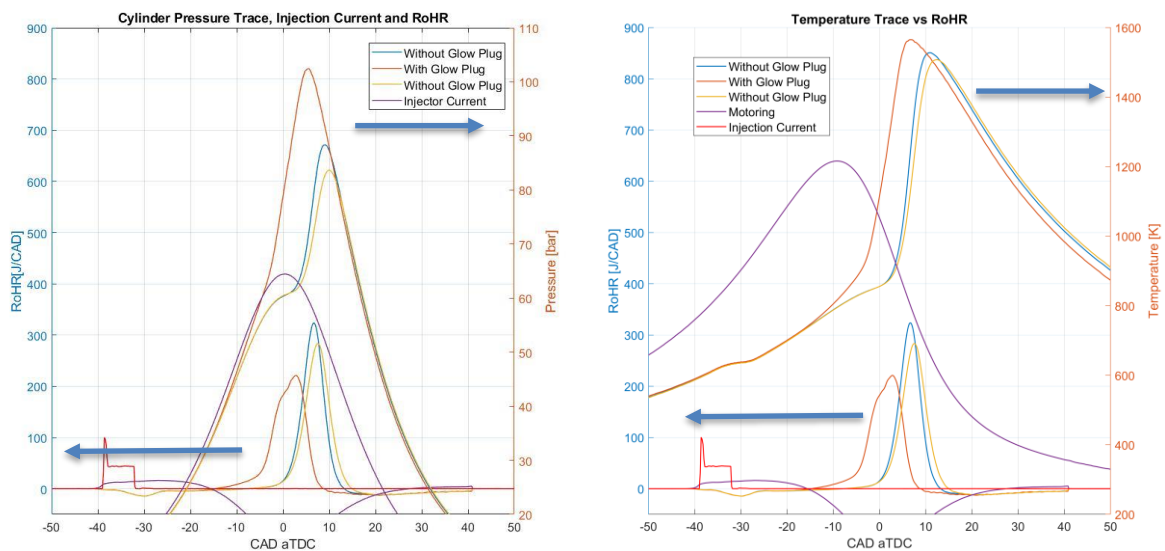 Cylinder Pressure Trace, Injection Current and RoHR
900
800
700
600
500
400
300
200
100
0
RoHR[J/CAD]
Without Glow Plug
With Glow Plug
Without Glow Plug
Injector Current
110
100
90
80
70
60
50
40
30
20
Pressure [bar]
-50 -40 -30 -20 -10 0 10 20 30 40 50
CAD aTDC
Temperature Trace vs RoHR
900
800
700
600
500
400
300
200
100
0
RoHR [J/CAD]
Without Glow Plug
With Glow Plug
Without Glow Plug
Motoring
Injection Current
1600
1400
1200
1000
800
600
400
200
Temperature [K]
-50 -40 -30 -20 -10 0 10 20 30 40 50
CAD aTDC